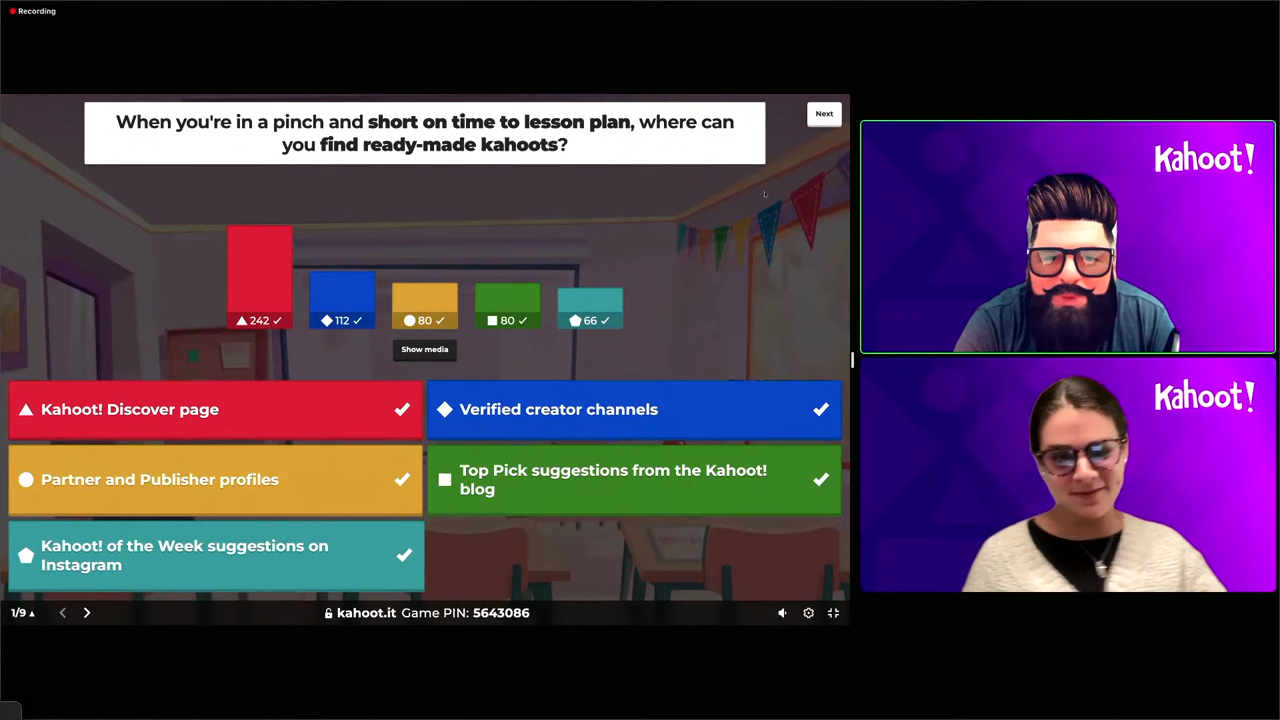 Recording
When you're in a pinch and short on time to lesson plan, where can
you find ready-made kahoots?
Next
242
112
80
80
66
Show media
Kahoot! Discover page
Verified creator channels
Partner and Publisher profiles
Top Pick suggestions from the Kahoot!
blog
Kahoot! of the Week suggestions on
Instagram
1/9
kahoot.it Game PIN: 5643086
Kahoot!
Kahoot!